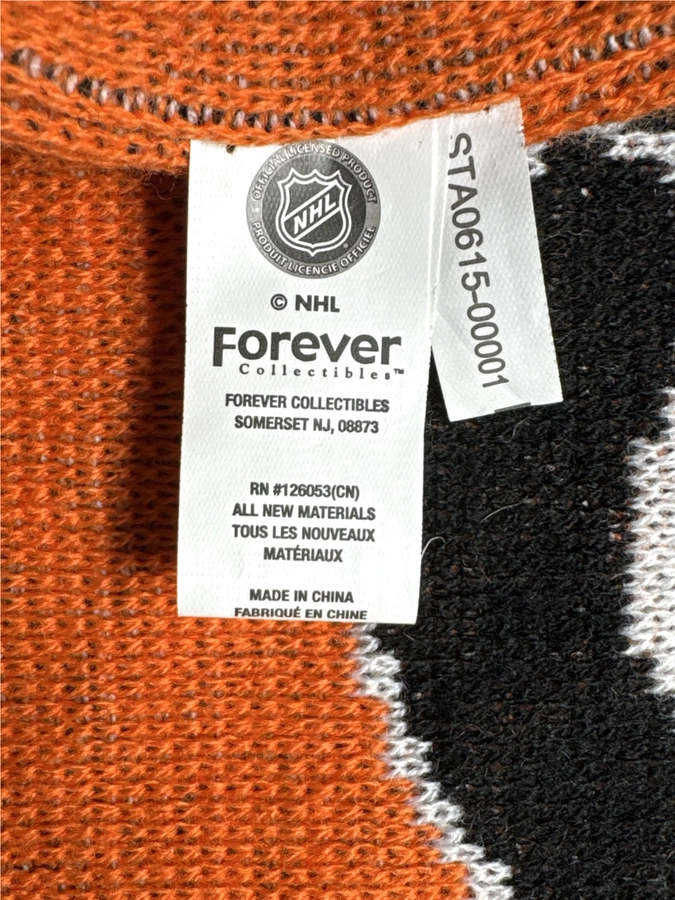 OFFICIAL LICENSED PRODUCT
NHL
PRODUIT LICENCIE OFFICIEL
© NHL
Forever
Collectibles™
FOREVER COLLECTIBLES
SOMERSET NJ, 08873
RN #126053(CN)
ALL NEW MATERIALS
TOUS LES NOUVEAUX
MATÉRIAUX
MADE IN CHINA
FABRIQUÉ EN CHINE
STA0615-00001